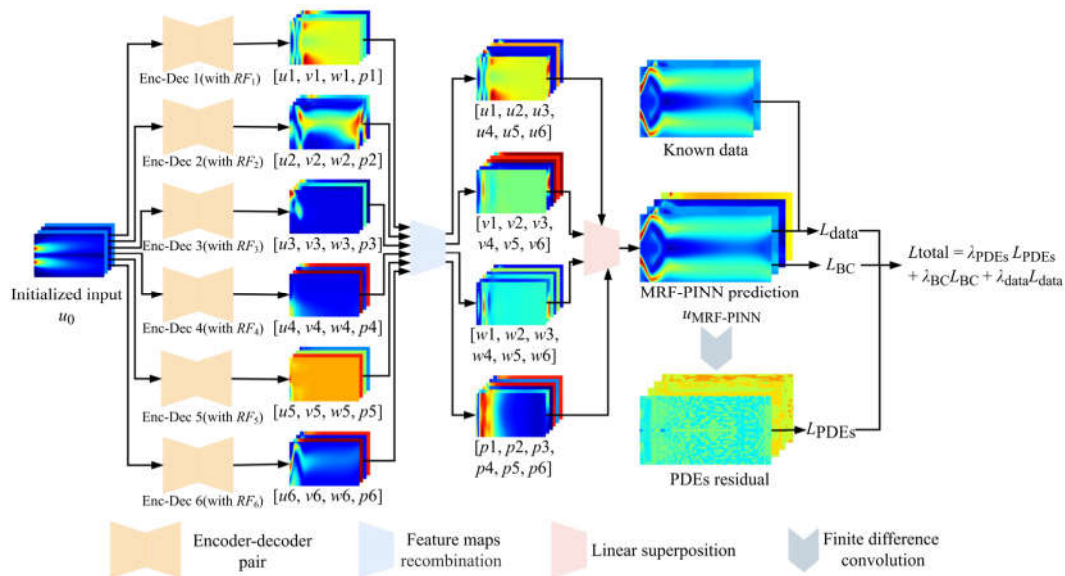 Enc-Dec 1(with RF1)
[u1, v1, w1, p1]
Enc-Dec 2(with RF2)
[u2, v2, w2, p2]
Enc-Dec 3(with RF3)
[u3, v3, w3, p3]
Enc-Dec 4(with RF4)
[u4, v4, w4, p4]
Enc-Dec 5(with RF5)
[u5, v5, w5, p5]
Enc-Dec 6(with RF6)
[u6, v6, w6, p6]
Initialized input
u0
[u1, u2, u3,
u4, u5, u6]
[v1, v2, v3,
v4, v5, v6]
[w1, w2, w3,
w4, w5, w6]
[p1, p2, p3,
p4, p5, p6]
Known data
MRF-PINN prediction
uMRF-PINN
PDEs residual
Ldata
LBC
LPDEs
Ltotal = λPDEs LPDEs
+ λBCLBC + λdataLdata
Encoder-decoder
pair
Feature maps
recombination
Linear superposition
Finite difference
convolution